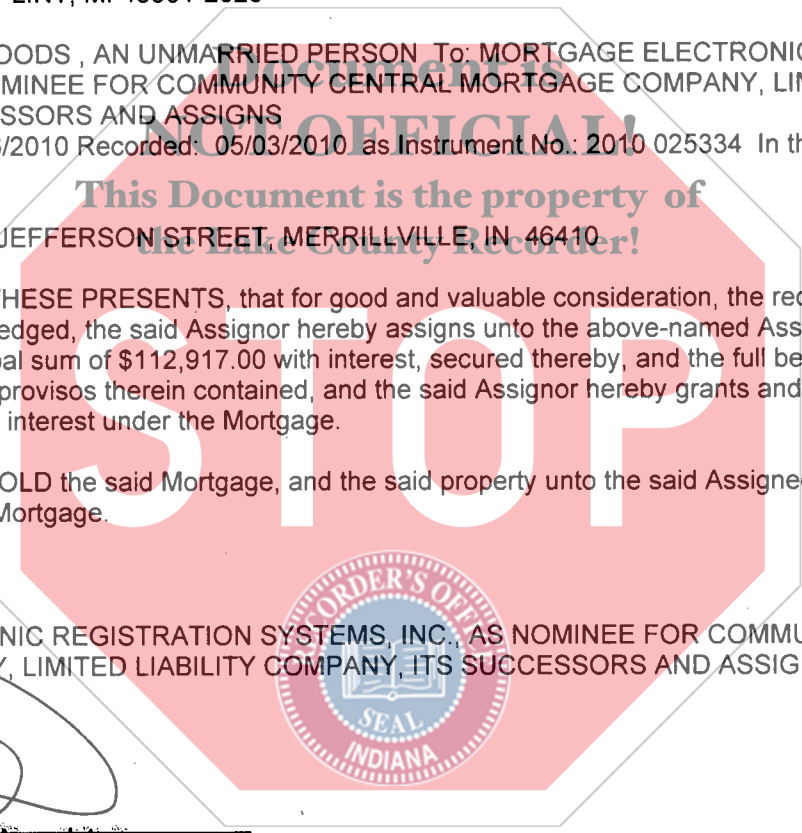 LINT, MI
OODS , AN UNMARRIED PERSON To: MORTGAGE ELECTRONIC
Document is
MINEE FOR COMMUNITY CENTRAL MORTGAGE COMPANY, LIM
SSORS AND ASSIGNS
NOT OFFICIAL!
/2010 Recorded: 05/03/2010 as Instrument No.: 2010 025334 In th
This Document is the property of
JEFFERSON STREET, MERRILLVILLE, IN 46410
the Lake County Recorder!
THESE PRESENTS, that for good and valuable consideration, the rec
edged, the said Assignor hereby assigns unto the above-named Ass
pal sum of $112,917.00 with interest, secured thereby, and the full be
provisos therein contained, and the said Assignor hereby grants and
interest under the Mortgage.
STOP
OLD the said Mortgage, and the said property unto the said Assignee
Mortgage.
RECORDER'S OFFICE
NIC REGISTRATION SYSTEMS, INC., AS NOMINEE FOR COMMU
Y, LIMITED LIABILITY COMPANY, ITS SUCCESSORS AND ASSIG
SEAL
INDIANA